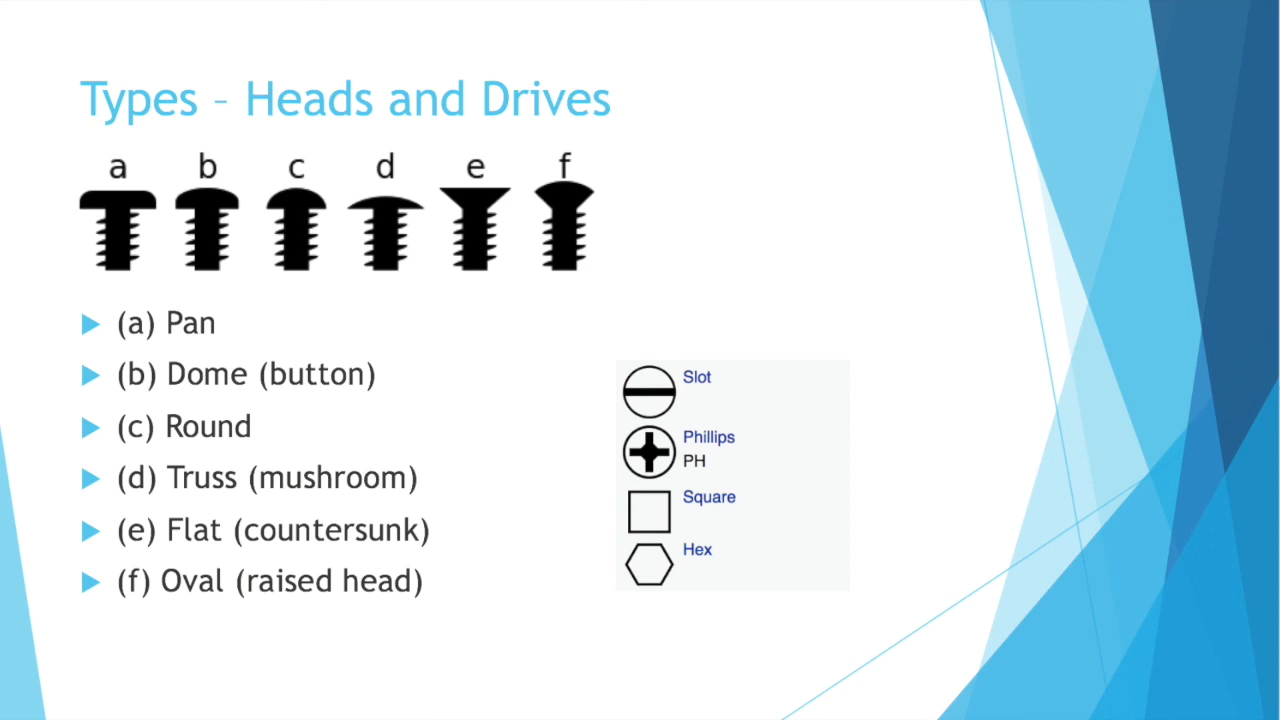 Types – Heads and Drives
a b c d e f
(a) Pan
(b) Dome (button)
(c) Round
(d) Truss (mushroom)
(e) Flat (countersunk)
(f) Oval (raised head)
Slot
Phillips
PH
Square
Hex